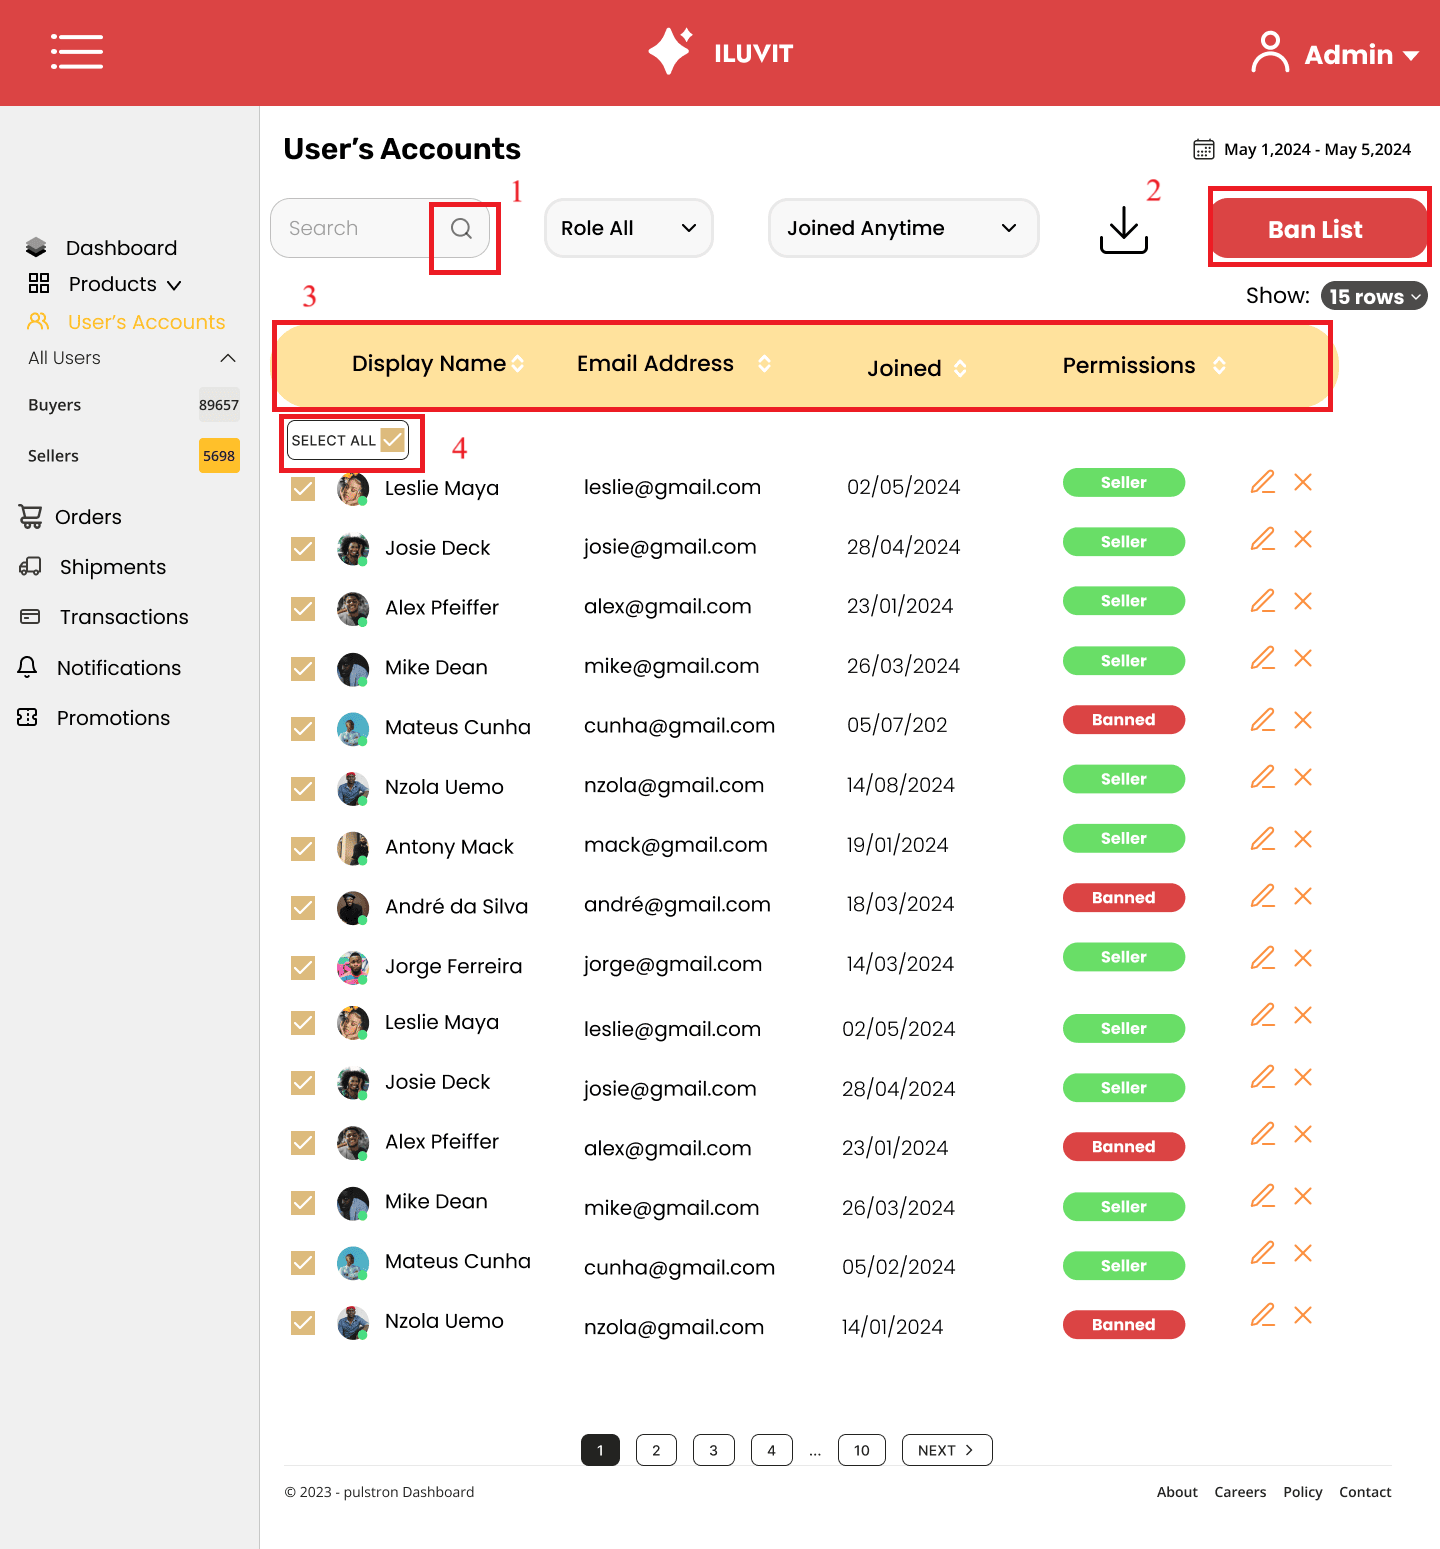 ILUVIT
Admin
User's Accounts
May 1,2024 - May 5,2024
1
2
Search
Role All
Joined Anytime
Ban List
Show: 15 rows
3
Display Name
Email Address
Joined
Permissions
SELECT ALL
4
Dashboard
Products
User's Accounts
All Users
Buyers 89657
Sellers 5698
Orders
Shipments
Transactions
Notifications
Promotions
Leslie Maya leslie@gmail.com 02/05/2024 Seller
Josie Deck josie@gmail.com 28/04/2024 Seller
Alex Pfeiffer alex@gmail.com 23/01/2024 Seller
Mike Dean mike@gmail.com 26/03/2024 Seller
Mateus Cunha cunha@gmail.com 05/07/202 Banned
Nzola Uemo nzola@gmail.com 14/08/2024 Seller
Antony Mack mack@gmail.com 19/01/2024 Seller
André da Silva andré@gmail.com 18/03/2024 Banned
Jorge Ferreira jorge@gmail.com 14/03/2024 Seller
Leslie Maya leslie@gmail.com 02/05/2024 Seller
Josie Deck josie@gmail.com 28/04/2024 Seller
Alex Pfeiffer alex@gmail.com 23/01/2024 Banned
Mike Dean mike@gmail.com 26/03/2024 Seller
Mateus Cunha cunha@gmail.com 05/02/2024 Seller
Nzola Uemo nzola@gmail.com 14/01/2024 Banned
1 2 3 4 ... 10 NEXT
© 2023 - pulstron Dashboard
About Careers Policy Contact